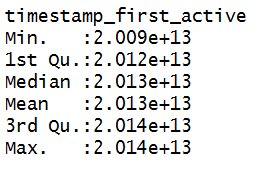 timestamp_first_active
Min.   :2.009e+13
1st Qu.:2.012e+13
Median :2.013e+13
Mean   :2.013e+13
3rd Qu.:2.014e+13
Max.   :2.014e+13